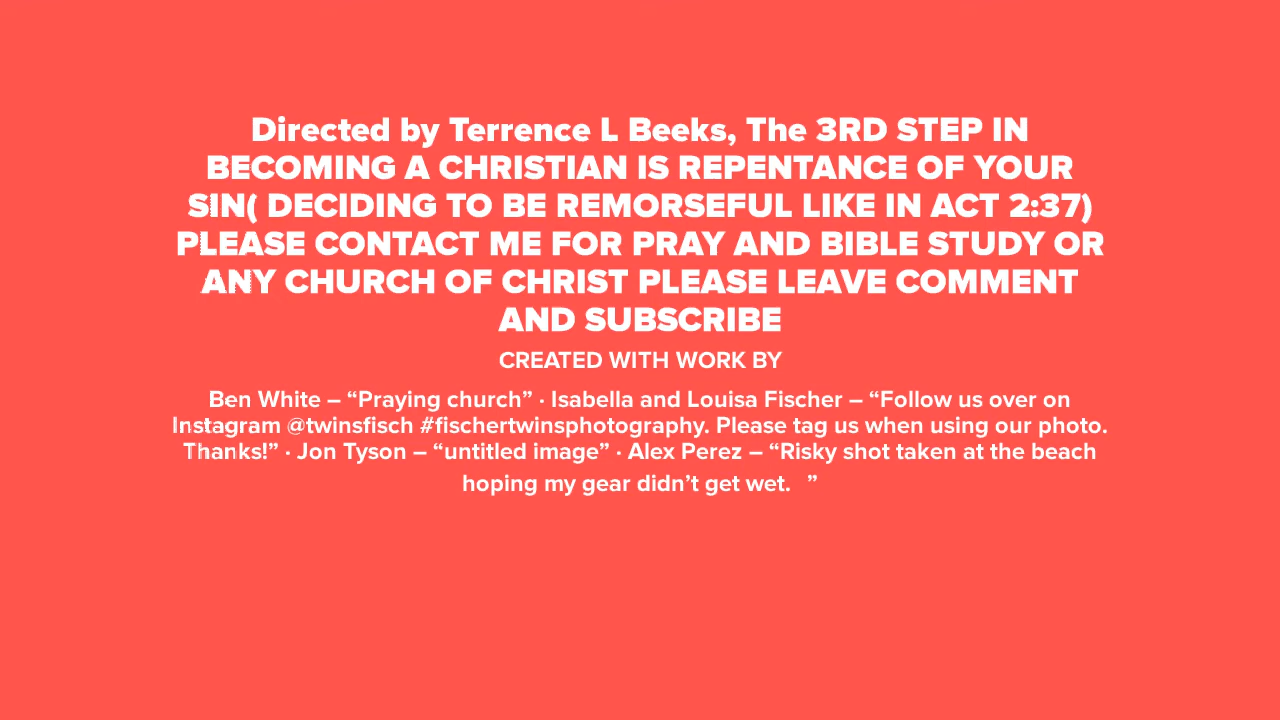 Directed by Terrence L Beeks, The 3RD STEP IN
BECOMING A CHRISTIAN IS REPENTANCE OF YOUR
SIN( DECIDING TO BE REMORSEFUL LIKE IN ACT 2:37)
PLEASE CONTACT ME FOR PRAY AND BIBLE STUDY OR
ANY CHURCH OF CHRIST PLEASE LEAVE COMMENT
AND SUBSCRIBE
CREATED WITH WORK BY
Ben White – “Praying church” · Isabella and Louisa Fischer – “Follow us over on
Instagram @twinsfisch #fischertwinsphotography. Please tag us when using our photo.
Thanks!” · Jon Tyson – “untitled image” · Alex Perez – “Risky shot taken at the beach
hoping my gear didn’t get wet. ”